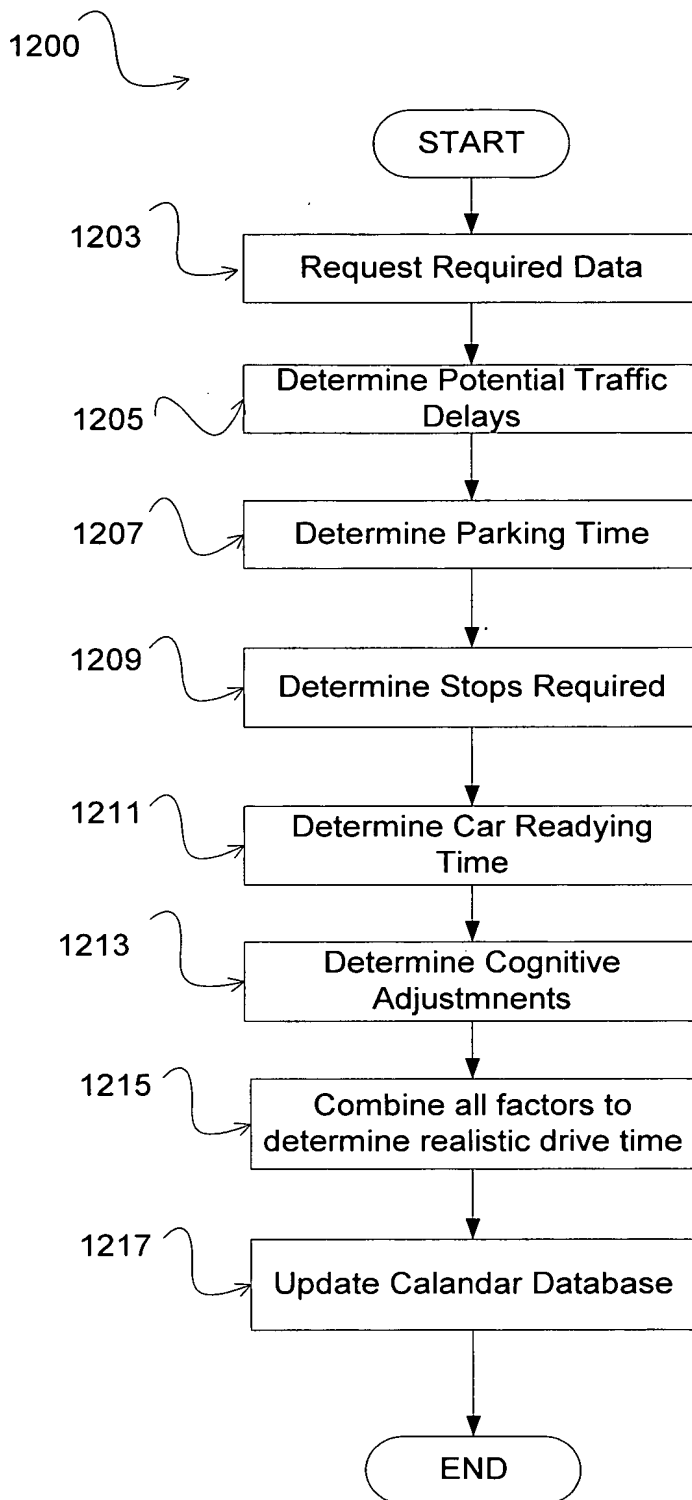 1200
START
1203
Request Required Data
Determine Potential Traffic
Delays
1205
1207
Determine Parking Time
1209
Determine Stops Required
1211
Determine Car Readying
Time
1213
Determine Cognitive
Adjustmnents
1215
Combine all factors to
determine realistic drive time
1217
Update Calandar Database
END